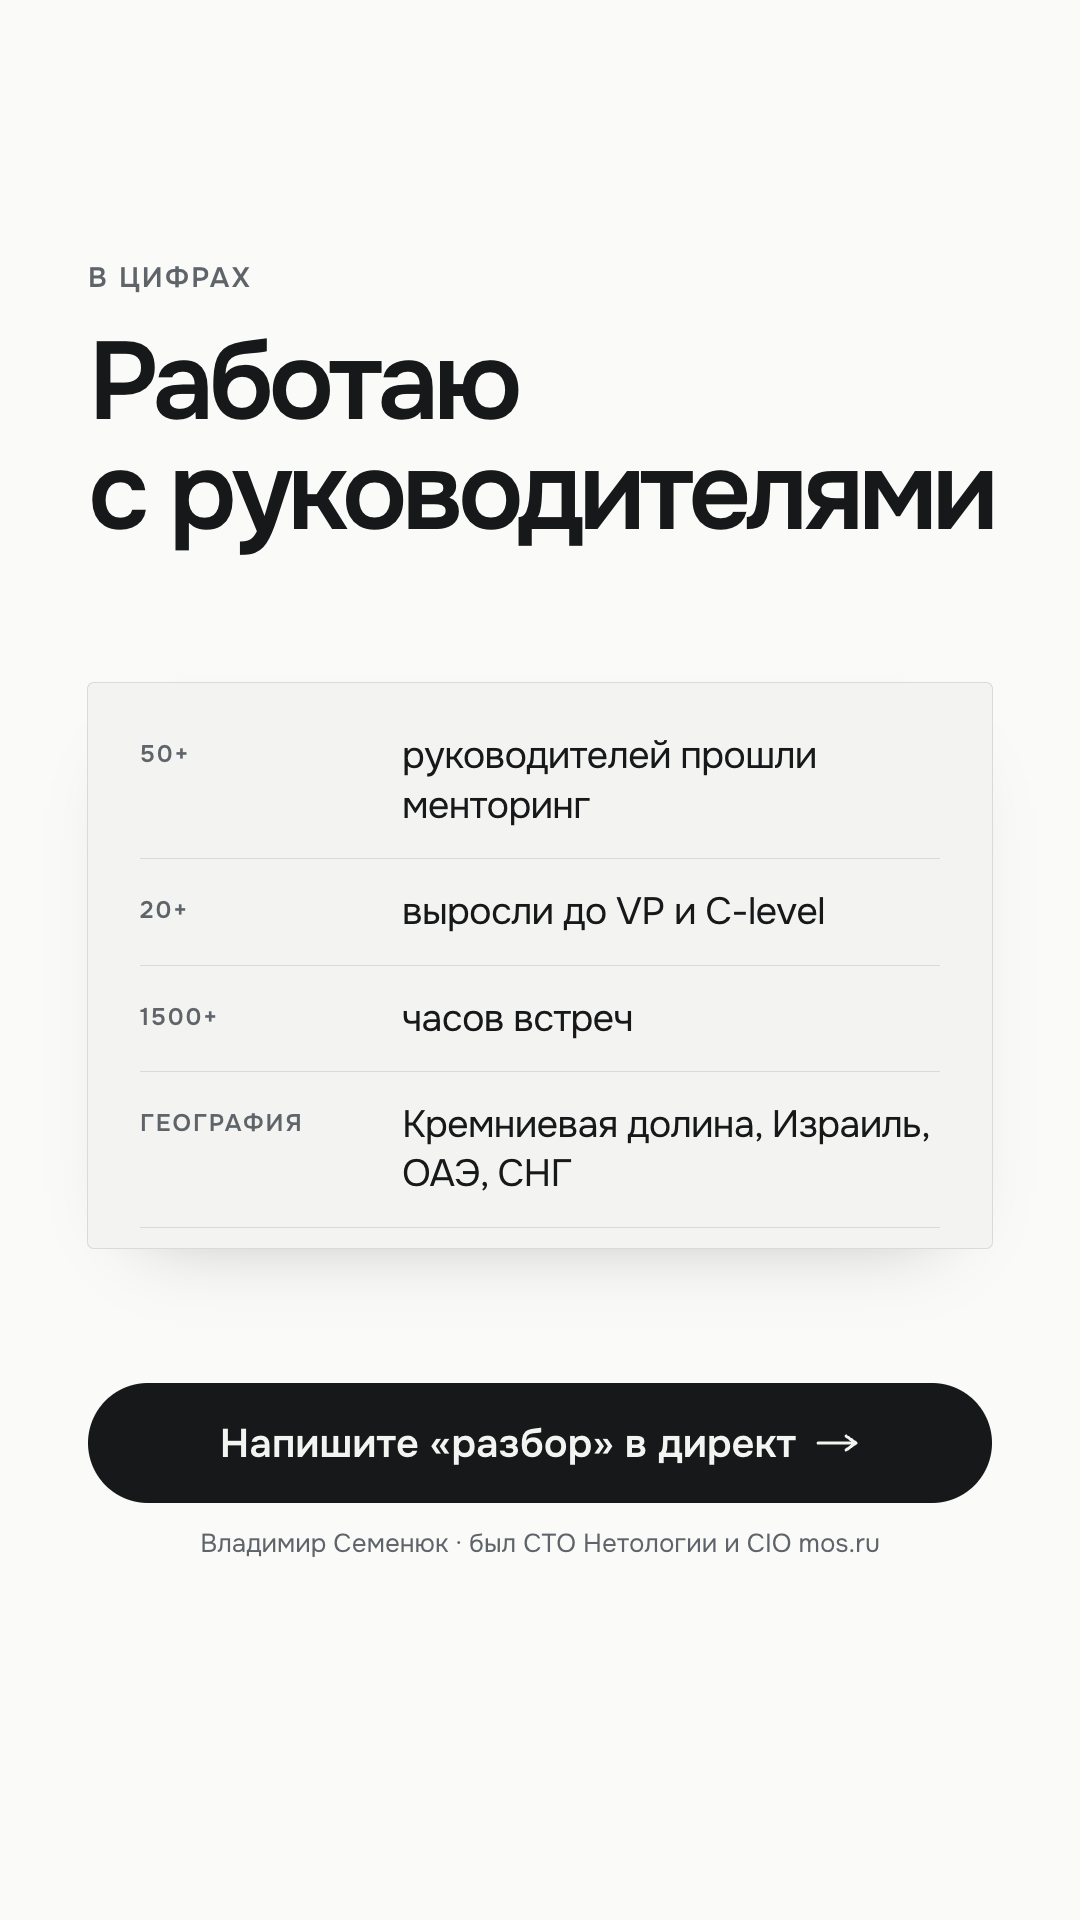 В ЦИФРАХ
Работаю
с руководителями
50+ руководителей прошли
менторинг
20+ выросли до VP и C-level
1500+ часов встреч
ГЕОГРАФИЯ Кремниевая долина, Израиль,
ОАЭ, СНГ
Напишите «разбор» в директ →
Владимир Семенюк · был СТО Нетологии и CIO mos.ru